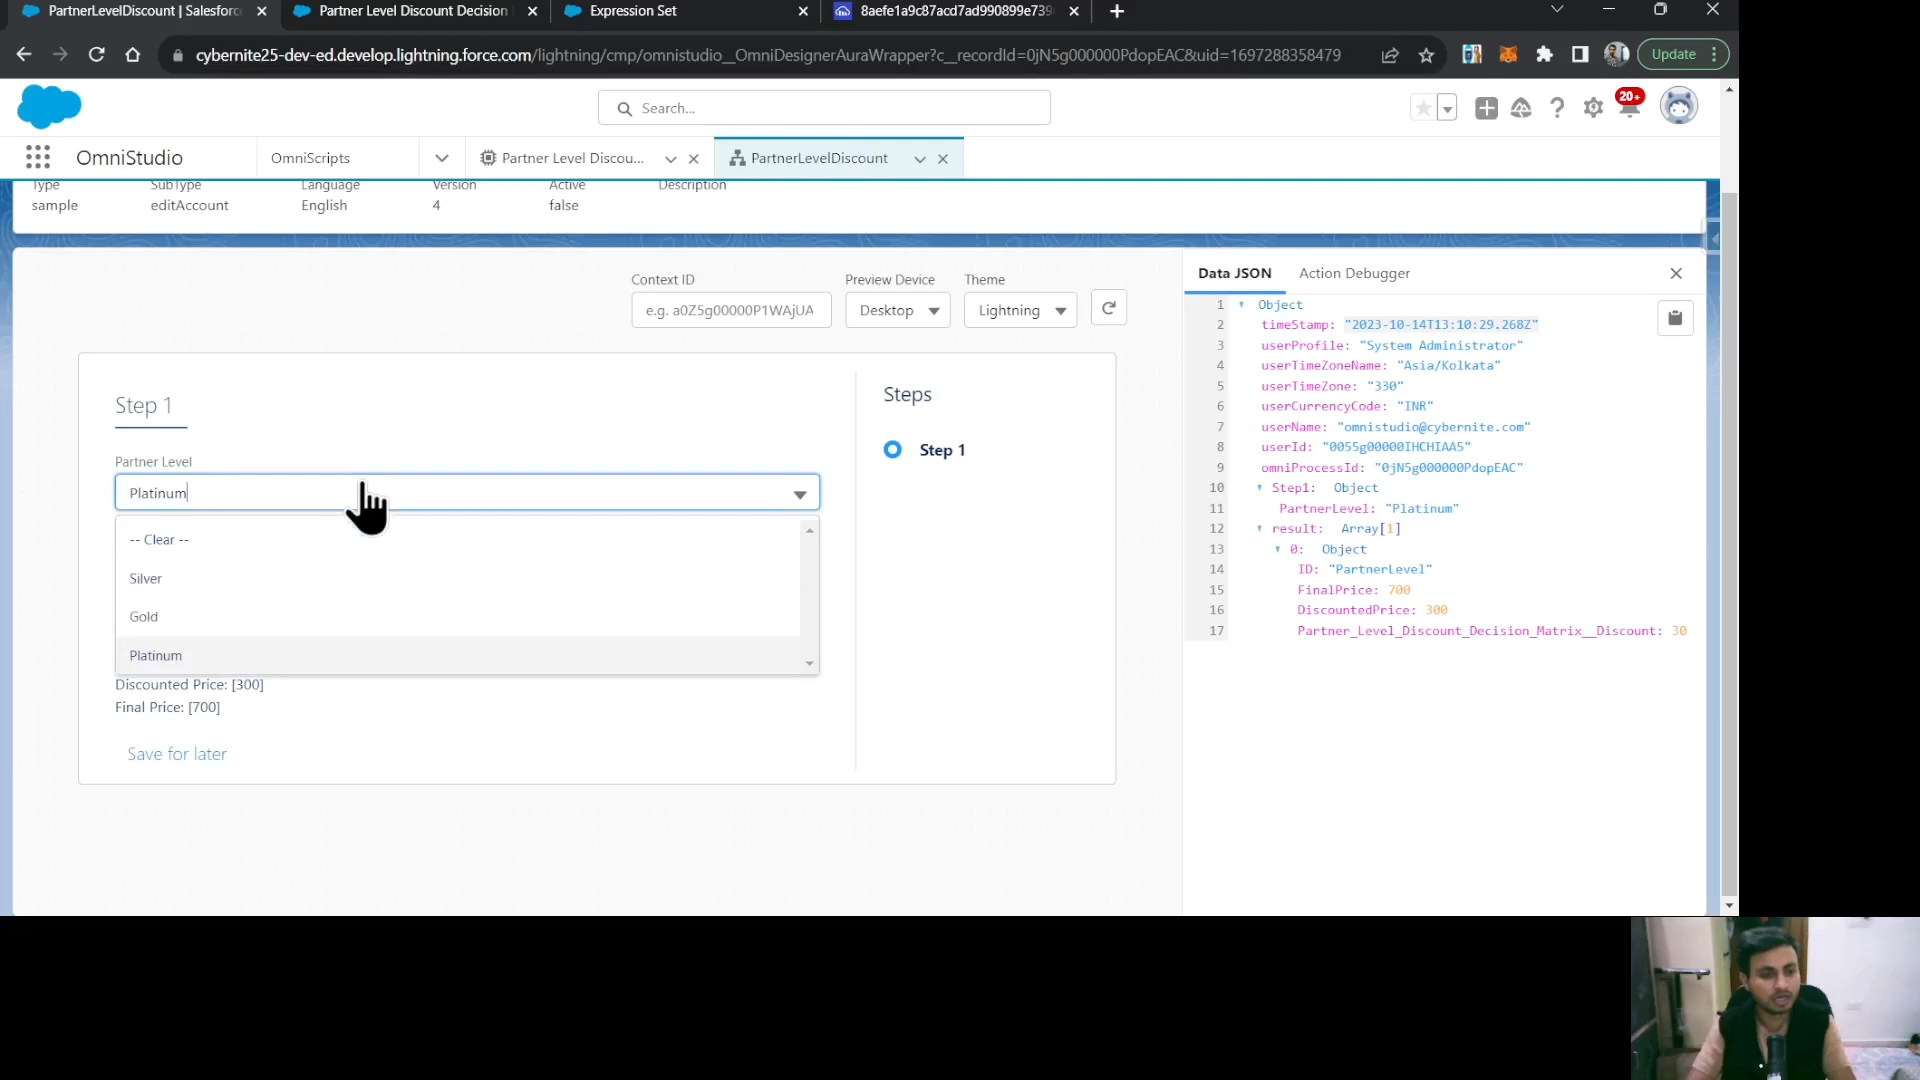 PartnerLevelDiscount | Salesforc
Partner Level Discount Decision
Expression Set
8aefe1a9c87acd7ad990899e739
cybernite25-dev-ed.develop.lightning.force.com/lightning/cmp/omnistudio__OmniDesignerAuraWrapper?c__recordId=0jN5g000000PdopEAC&uid=1697288358479
Update
Search...
20+
OmniStudio
OmniScripts
Partner Level Discou...
PartnerLevelDiscount
Type
SubType
Language
Version
Active
Description
sample
editAccount
English
4
false
Context ID
Preview Device
Theme
e.g. a0Z5g00000P1WAjUA
Desktop
Lightning
Step 1
Partner Level
Platinum
-- Clear --
Silver
Gold
Platinum
Discounted Price: [300]
Final Price: [700]
Save for later
Steps
Step 1
Data JSON
Action Debugger
1 Object
2 timeStamp: "2023-10-14T13:10:29.268Z"
3 userProfile: "System Administrator"
4 userTimeZoneName: "Asia/Kolkata"
5 userTimeZone: "330"
6 userCurrencyCode: "INR"
7 userName: "omnistudio@cybernite.com"
8 userId: "0055g00000IHCHIAA5"
9 omniProcessId: "0jN5g000000PdopEAC"
10 Step1: Object
11 PartnerLevel: "Platinum"
12 result: Array[1]
13 0: Object
14 ID: "PartnerLevel"
15 FinalPrice: 700
16 DiscountedPrice: 300
17 Partner_Level_Discount_Decision_Matrix__Discount: 30